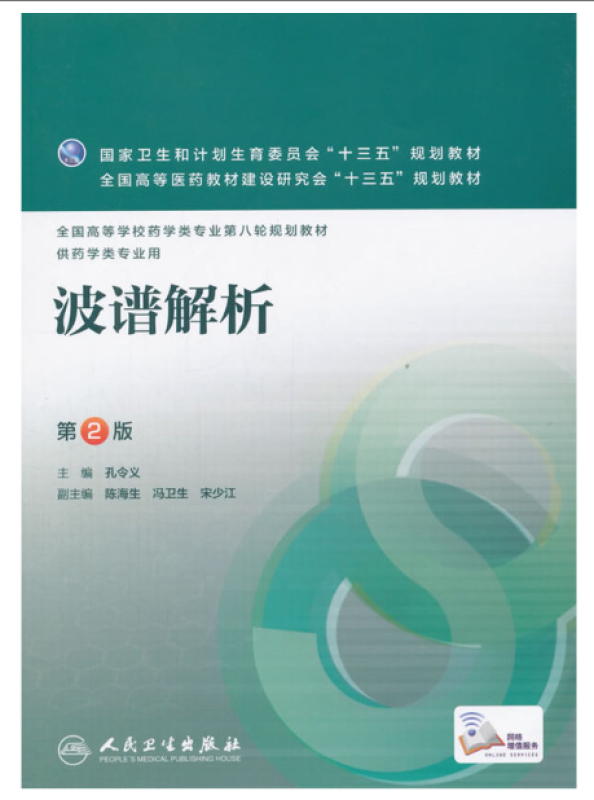 国家卫生和计划生育委员会“十三五”规划教材
全国高等医药教材建设研究会“十三五”规划教材
全国高等学校药学类专业第八轮规划教材
供药学类专业用
波谱解析
第2版
主 编 孔令义
副主编 陈海生 冯卫生 宋少江
人民卫生出版社
PEOPLE'S MEDICAL PUBLISHING HOUSE
网络
增值服务
ONLINE SERVICES